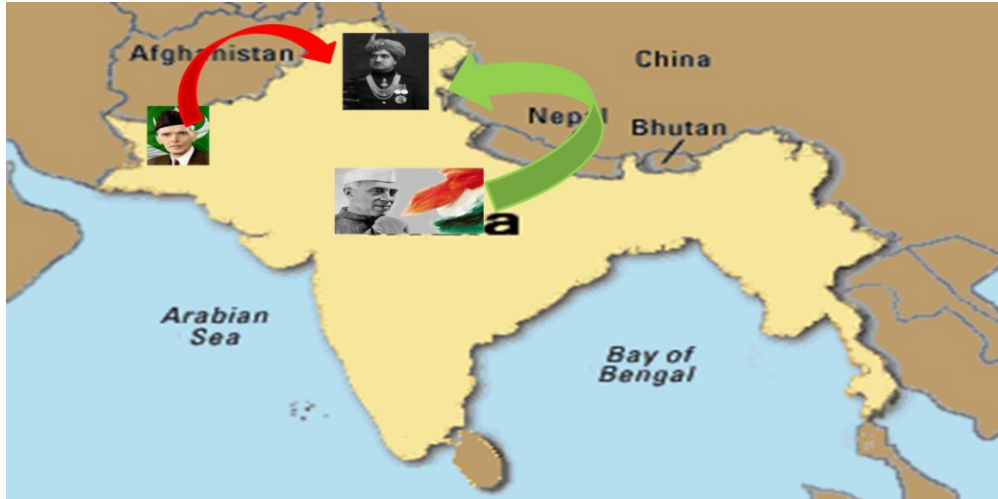 Afghanistan
China
Nepal
Bhutan
a
Arabian
Sea
Bay of
Bengal